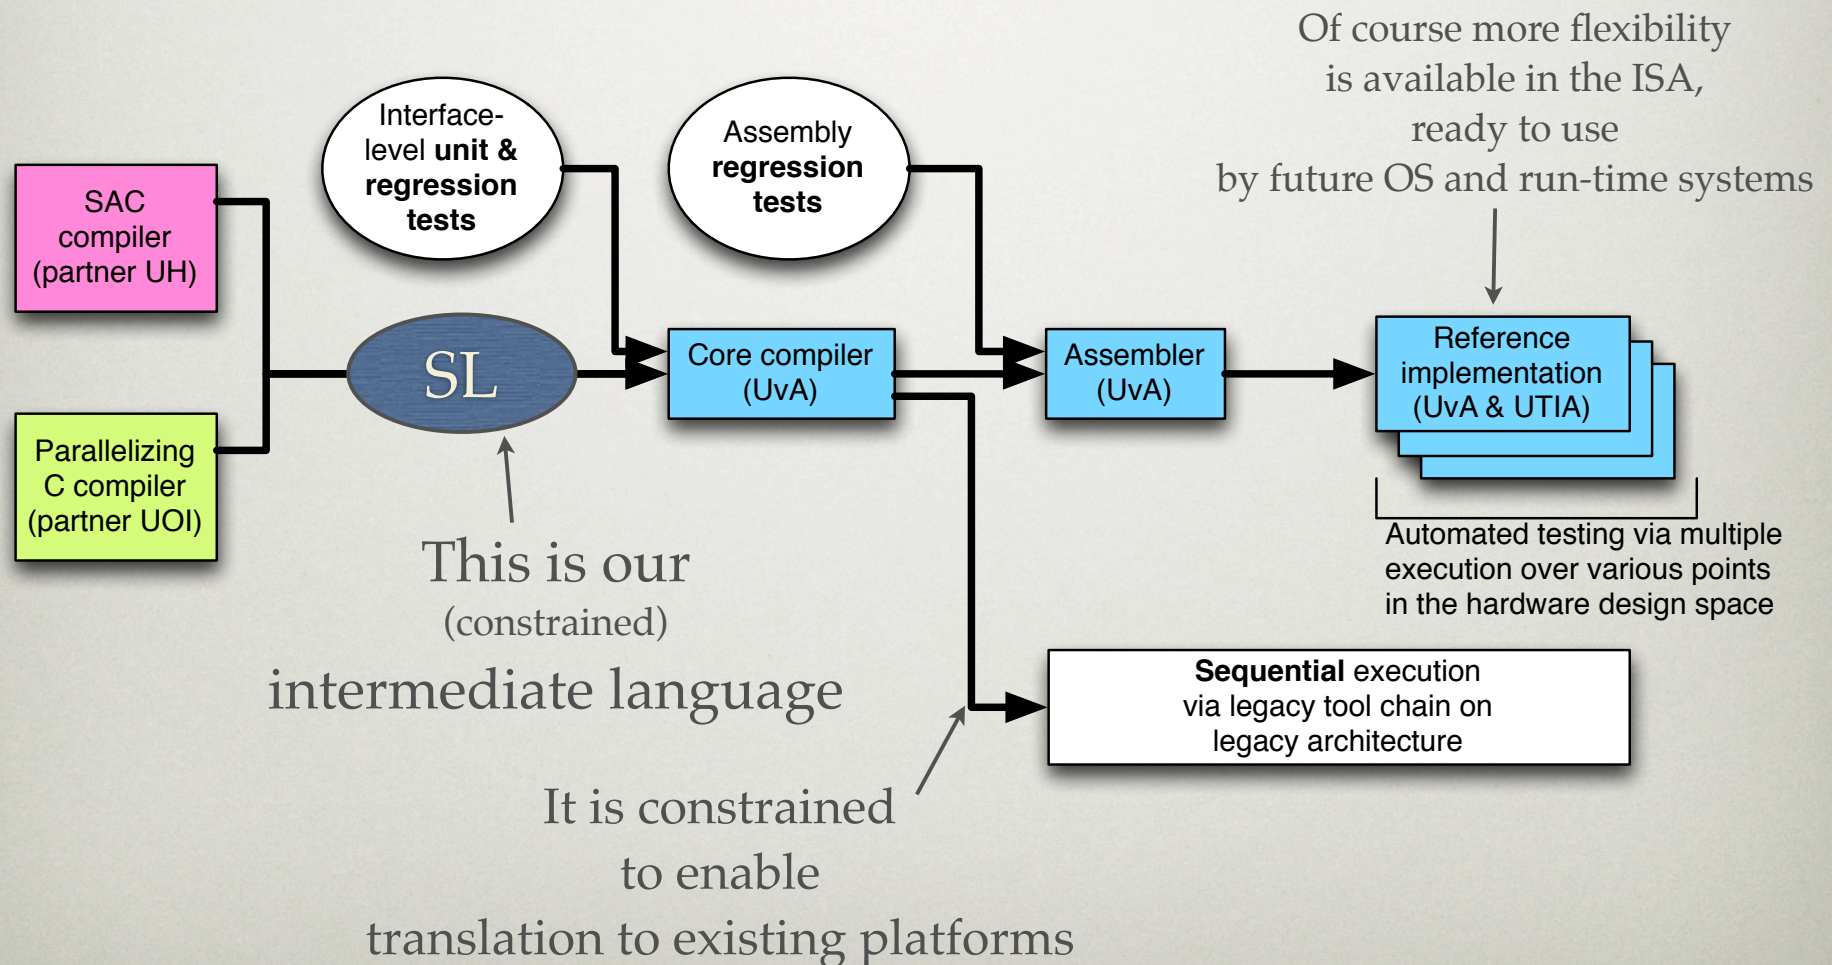 Of course more flexibility
is available in the ISA,
ready to use
by future OS and run-time systems
Interface-
level unit &
regression
tests
Assembly
regression
tests
SAC
compiler
(partner UH)
SL
Core compiler
(UvA)
Assembler
(UvA)
Reference
implementation
(UvA & UTIA)
Parallelizing
C compiler
(partner UOI)
Automated testing via multiple
execution over various points
in the hardware design space
This is our
(constrained)
intermediate language
Sequential execution
via legacy tool chain on
legacy architecture
It is constrained
to enable
translation to existing platforms